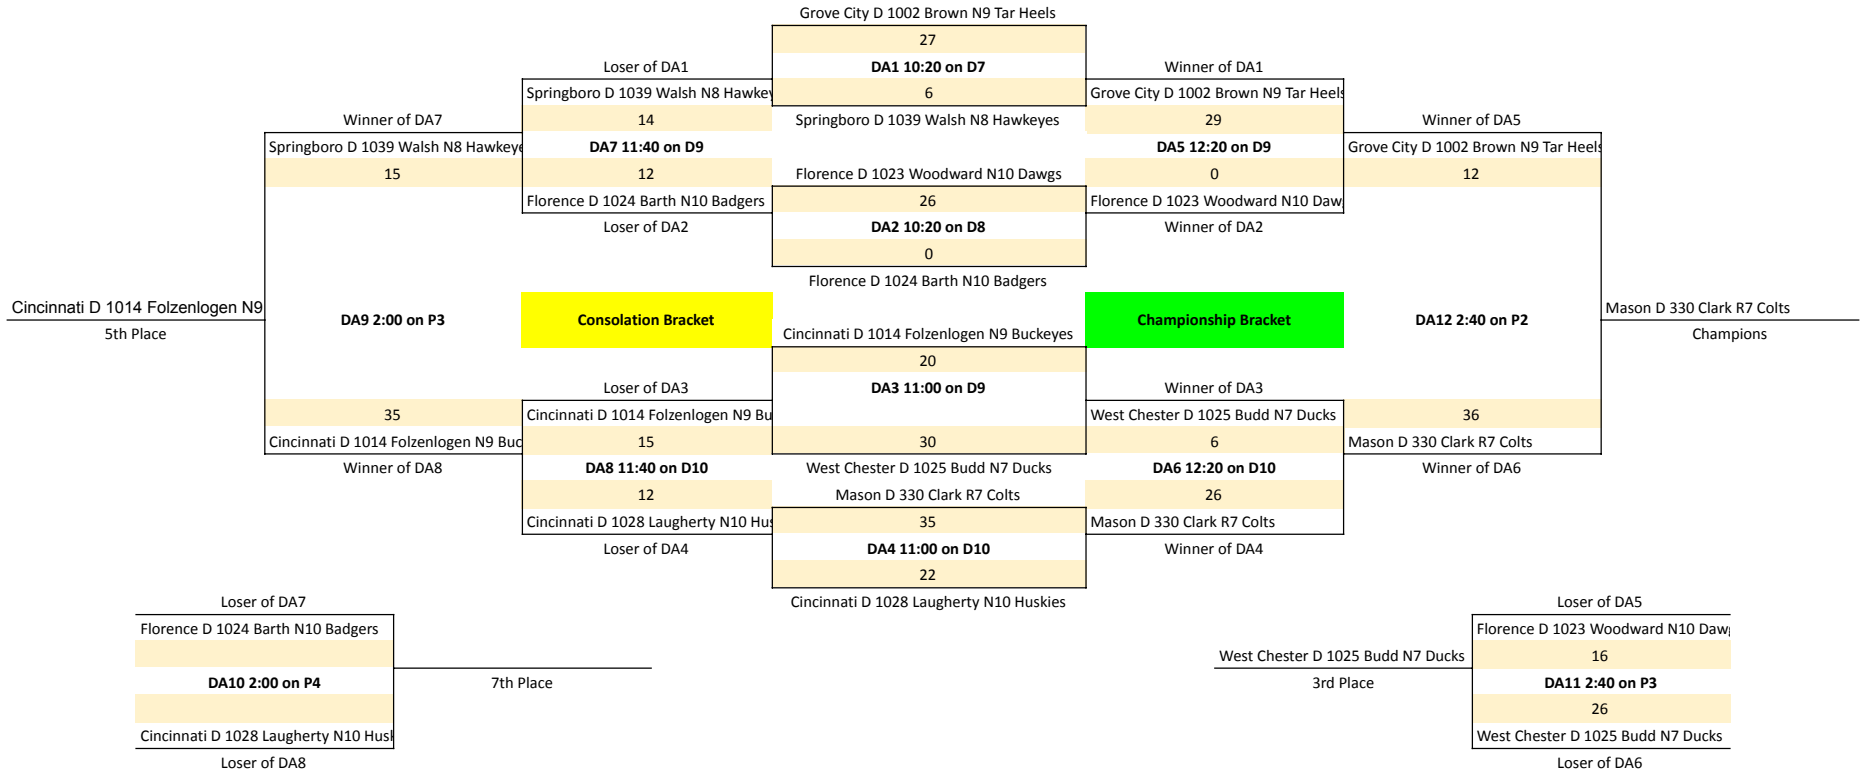 Grove City D 1002 Brown N9 Tar Heels
27
Loser of DA1
DA1 10:20 on D7
Winner of DA1
Springboro D 1039 Walsh N8 Hawkey
6
Grove City D 1002 Brown N9 Tar Heels
Winner of DA7
14
Springboro D 1039 Walsh N8 Hawkeyes
29
Winner of DA5
Springboro D 1039 Walsh N8 Hawkeye
DA7 11:40 on D9
DA5 12:20 on D9
Grove City D 1002 Brown N9 Tar Heels
15
12
Florence D 1023 Woodward N10 Dawgs
0
12
Florence D 1024 Barth N10 Badgers
26
Florence D 1023 Woodward N10 Daw
Loser of DA2
DA2 10:20 on D8
Winner of DA2
0
Florence D 1024 Barth N10 Badgers
Cincinnati D 1014 Folzenlogen N9
DA9 2:00 on P3
Consolation Bracket
Championship Bracket
DA12 2:40 on P2
Mason D 330 Clark R7 Colts
5th Place
Cincinnati D 1014 Folzenlogen N9 Buckeyes
Champions
20
Loser of DA3
DA3 11:00 on D9
Winner of DA3
35
Cincinnati D 1014 Folzenlogen N9 Bu
West Chester D 1025 Budd N7 Ducks
36
Cincinnati D 1014 Folzenlogen N9 Buc
15
30
6
Mason D 330 Clark R7 Colts
Winner of DA8
DA8 11:40 on D10
West Chester D 1025 Budd N7 Ducks
DA6 12:20 on D10
Winner of DA6
12
Mason D 330 Clark R7 Colts
26
Cincinnati D 1028 Laugherty N10 Hus
35
Mason D 330 Clark R7 Colts
Loser of DA4
DA4 11:00 on D10
Winner of DA4
22
Loser of DA7
Cincinnati D 1028 Laugherty N10 Huskies
Loser of DA5
Florence D 1024 Barth N10 Badgers
Florence D 1023 Woodward N10 Daw
West Chester D 1025 Budd N7 Ducks
16
DA10 2:00 on P4
7th Place
3rd Place
DA11 2:40 on P3
26
Cincinnati D 1028 Laugherty N10 Husk
West Chester D 1025 Budd N7 Ducks
Loser of DA8
Loser of DA6